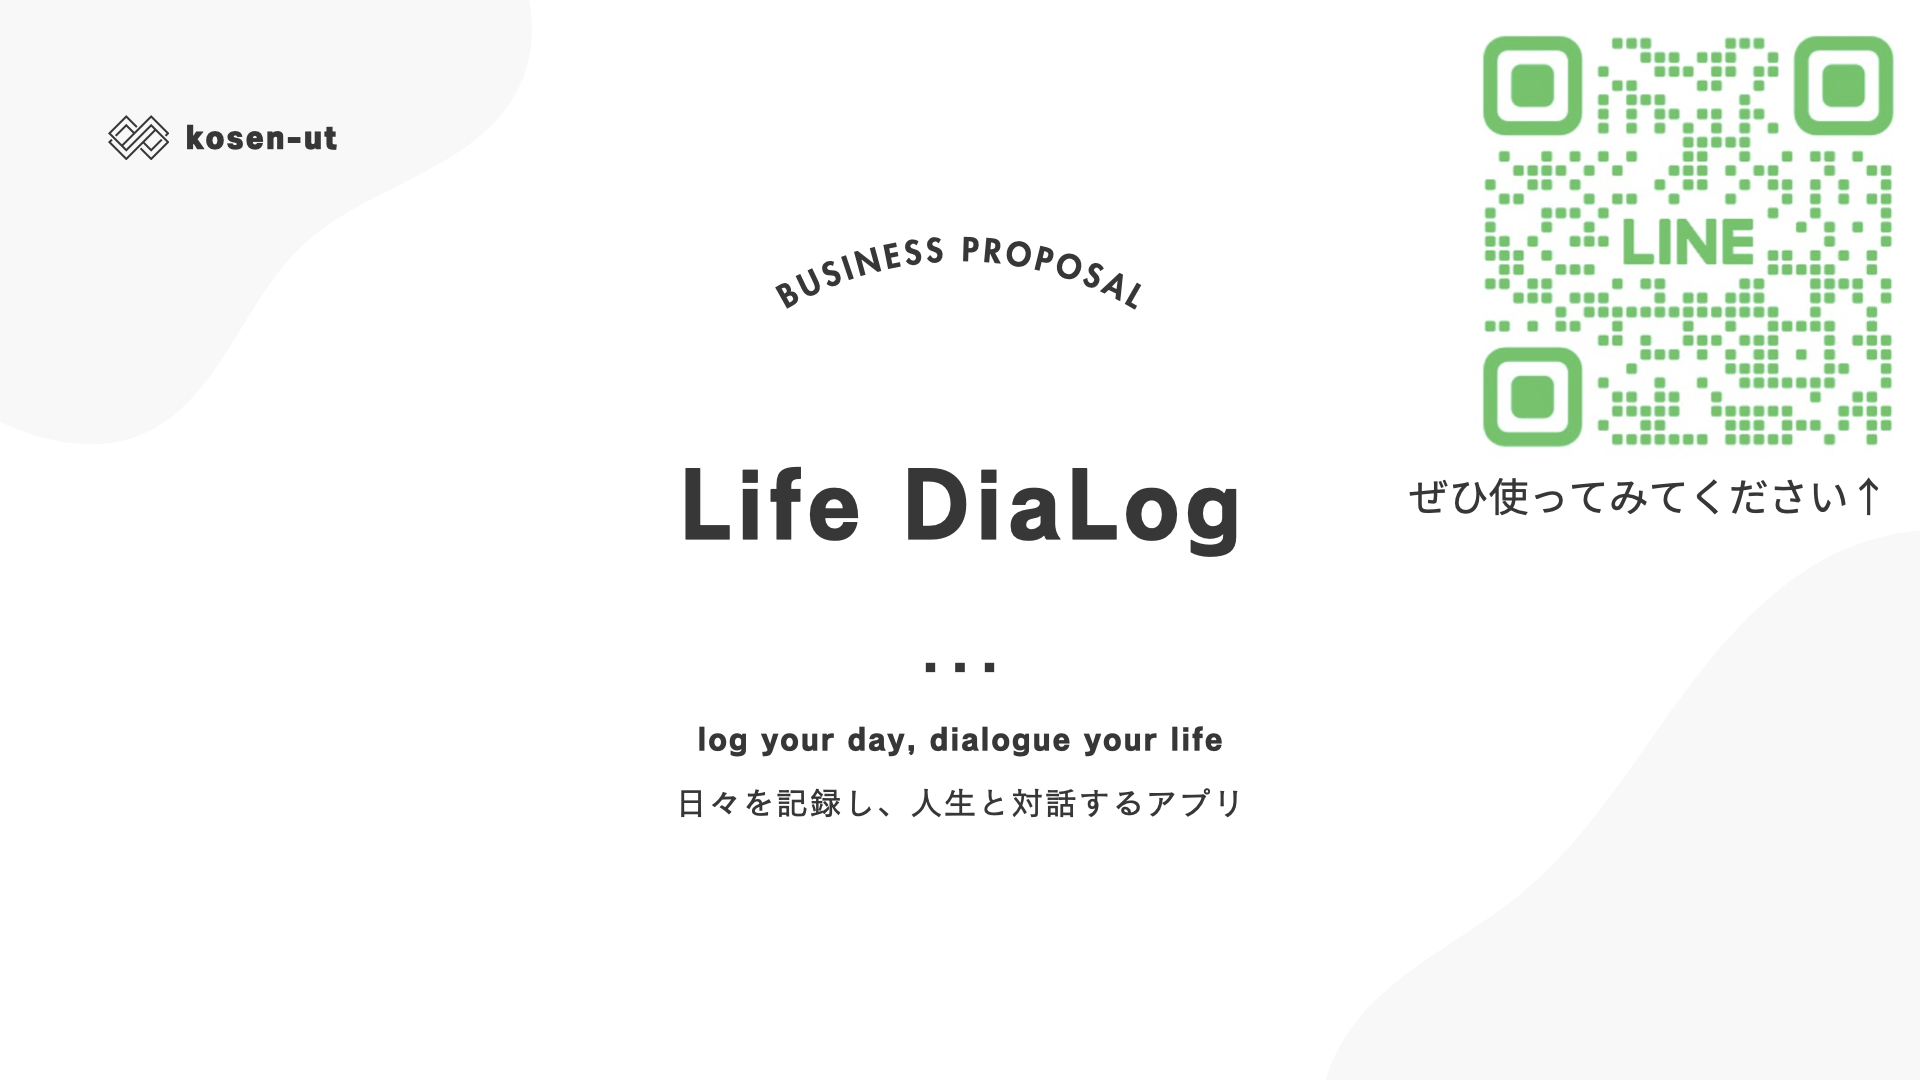 kosen-ut
BUSINESS PROPOSAL
LINE
Life DiaLog
ぜひ使ってみてください↑
...
log your day, dialogue your life
日々を記録し、人生と対話するアプリ